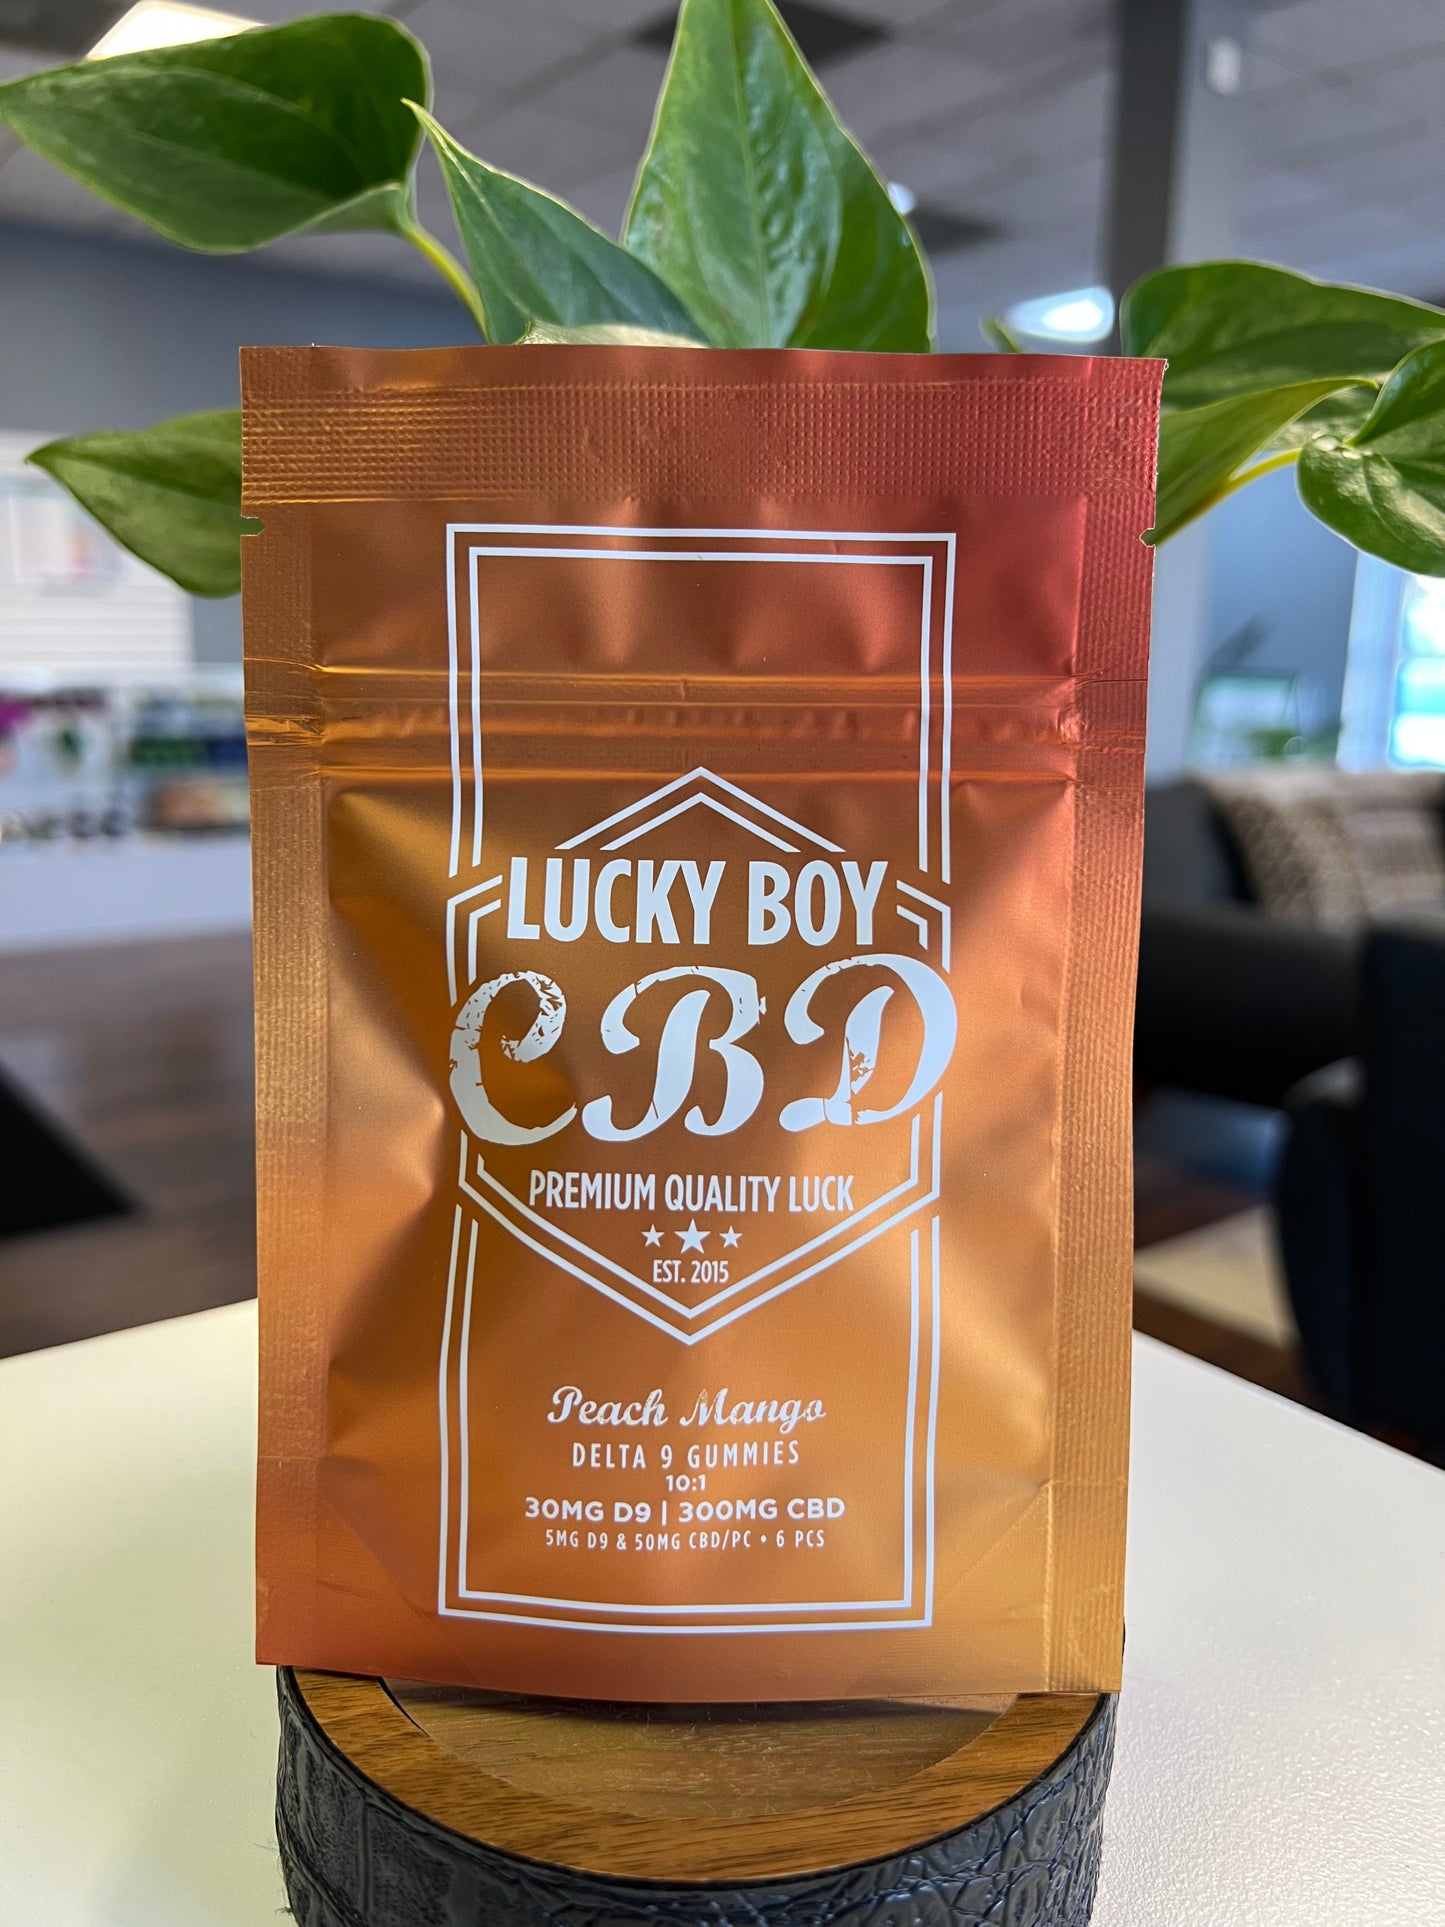 LUCKY BOY
CBD
PREMIUM QUALITY LUCK
EST. 2015
Peach Mango
DELTA 9 GUMMIES
10:1
30MG D9 | 300MG CBD
5MG D9 & 50MG CBD/PC • 6 PCS